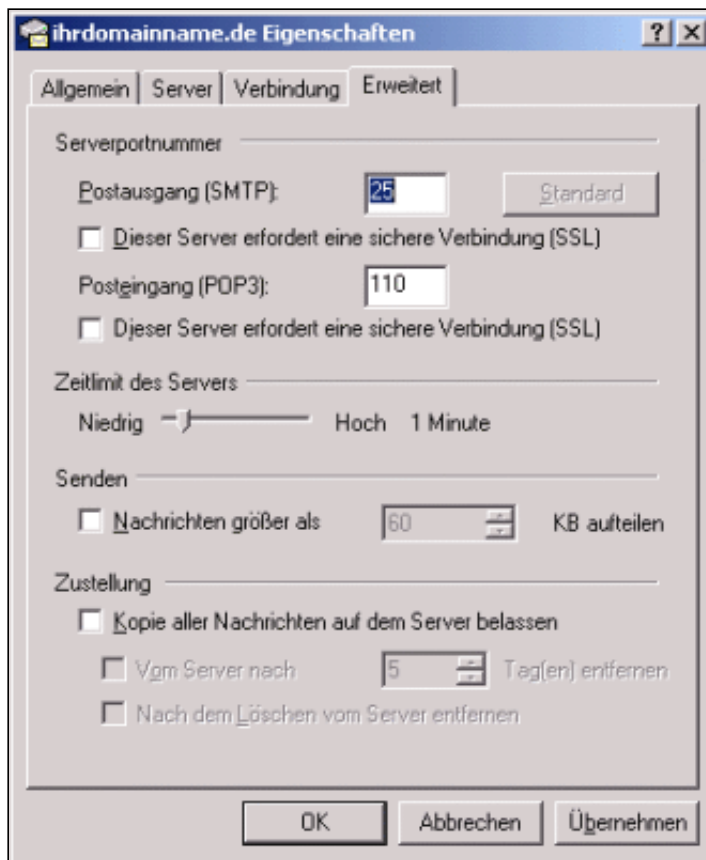 ihrdomainname.de Eigenschaften ? X
Allgemein Server Verbindung Erweitert
Serverportnummer
Postausgang (SMTP): 25 Standard
Dieser Server erfordert eine sichere Verbindung (SSL)
Posteingang (POP3): 110
Dieser Server erfordert eine sichere Verbindung (SSL)
Zeitlimit des Servers
Niedrig Hoch 1 Minute
Senden
Nachrichten größer als 60 KB aufteilen
Zustellung
Kopie aller Nachrichten auf dem Server belassen
Vom Server nach 5 Tag(en) entfernen
Nach dem Löschen vom Server entfernen
OK Abbrechen Übernehmen